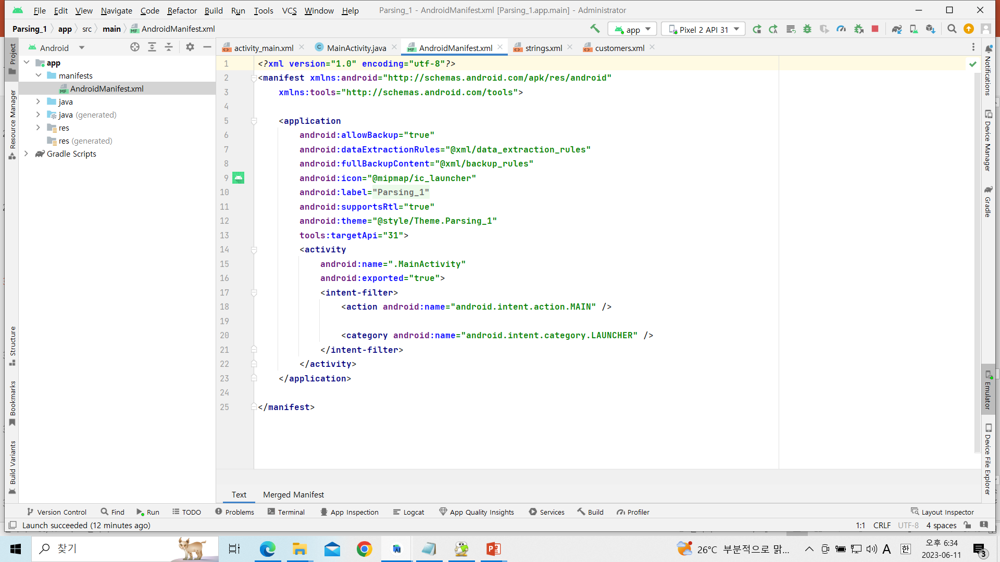 File Edit View Navigate Code Refactor Build Run Tools VCS Window Help Parsing_1 - AndroidManifest.xml [Parsing_1.app.main] - Administrator
Parsing_1 app src main AndroidManifest.xml app Pixel 2 API 31
Android
activity_main.xml MainActivity.java AndroidManifest.xml strings.xml customers.xml
Project
Resource Manager
Structure
Bookmarks
Build Variants
app
manifests
AndroidManifest.xml
java
java (generated)
res
res (generated)
Gradle Scripts
1 <?xml version="1.0" encoding="utf-8"?>
2 <manifest xmlns:android="http://schemas.android.com/apk/res/android"
3 xmlns:tools="http://schemas.android.com/tools">
4
5 <application
6 android:allowBackup="true"
7 android:dataExtractionRules="@xml/data_extraction_rules"
8 android:fullBackupContent="@xml/backup_rules"
9 android:icon="@mipmap/ic_launcher"
10 android:label="Parsing_1"
11 android:supportsRtl="true"
12 android:theme="@style/Theme.Parsing_1"
13 tools:targetApi="31">
14 <activity
15 android:name=".MainActivity"
16 android:exported="true">
17 <intent-filter>
18 <action android:name="android.intent.action.MAIN" />
19
20 <category android:name="android.intent.category.LAUNCHER" />
21 </intent-filter>
22 </activity>
23 </application>
24
25 </manifest>
Notifications
Device Manager
Gradle
Emulator
Device File Explorer
Text Merged Manifest
Version Control Find Run TODO Problems Terminal App Inspection Logcat App Quality Insights Services Build Profiler Layout Inspector
Launch succeeded (12 minutes ago) 1:1 CRLF UTF-8 4 spaces
찾기 26°C 부분적으로 맑... A 한 오후 6:34
2023-06-11 3